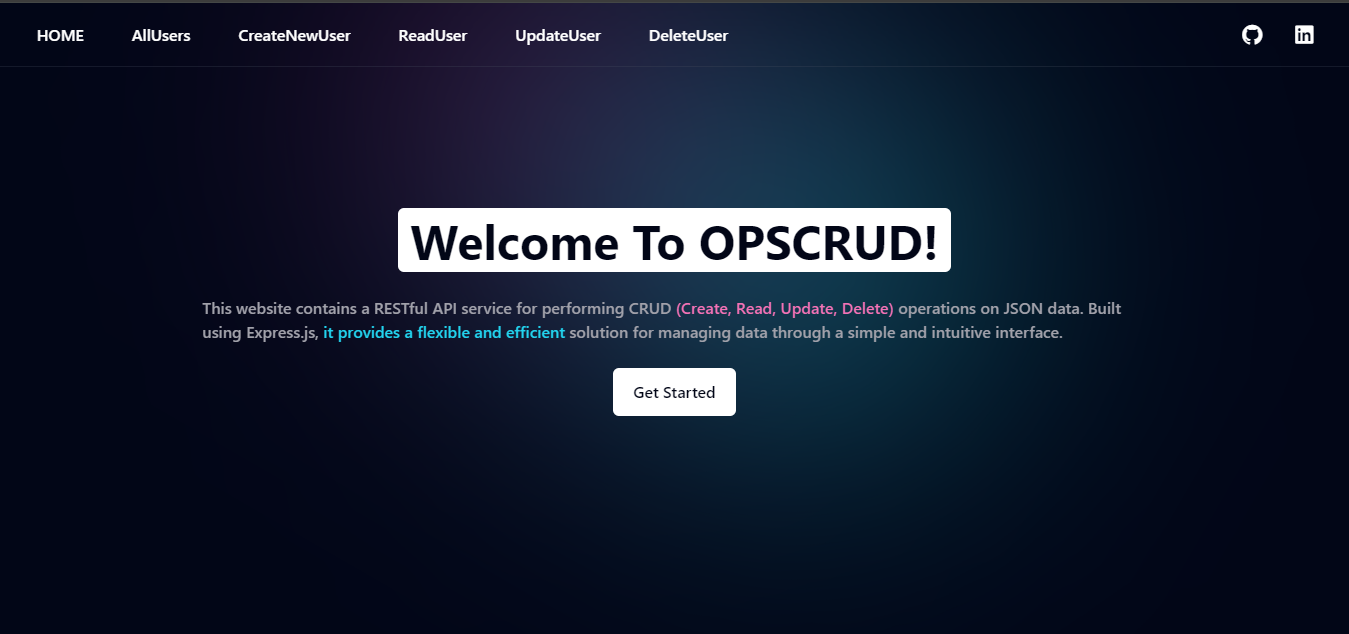 HOME AllUsers CreateNewUser ReadUser UpdateUser DeleteUser in
Welcome To OPSCRUD!
This website contains a RESTful API service for performing CRUD (Create, Read, Update, Delete) operations on JSON data. Built
using Express.js, it provides a flexible and efficient solution for managing data through a simple and intuitive interface.
Get Started